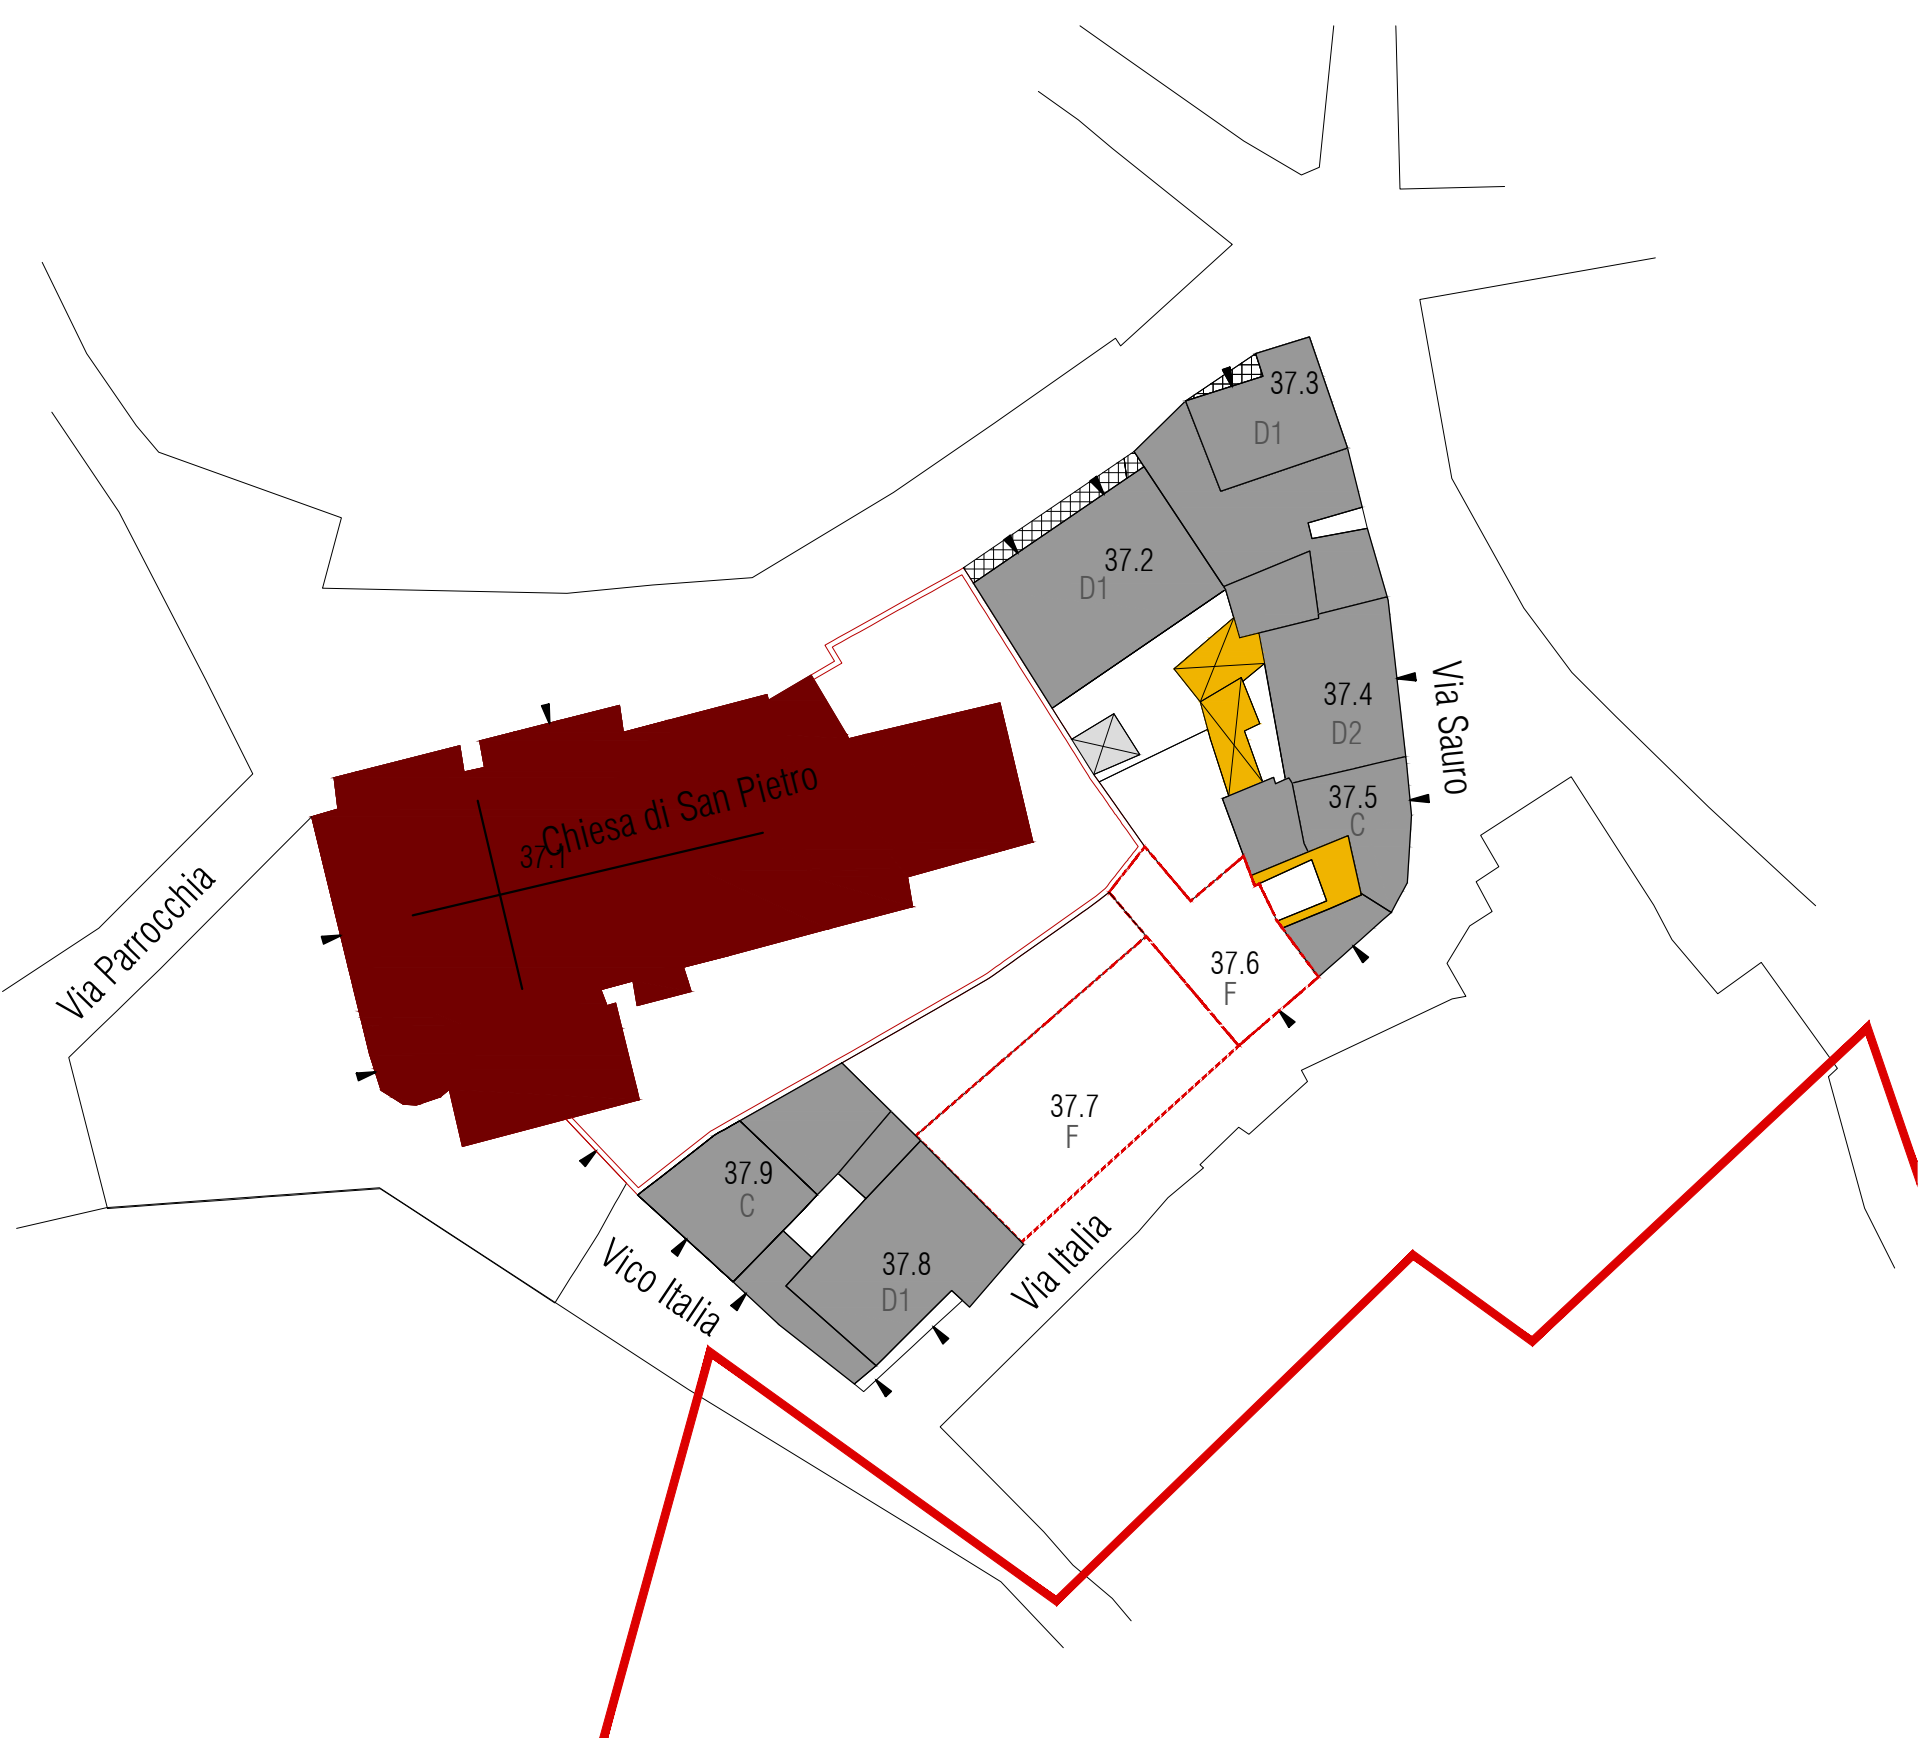 37.3
D1
37.2
D1
37.4
D2
Via Sauro
Chiesa di San Pietro
37.1
37.5
C
Via Parrocchia
37.6
F
37.7
F
37.9
C
37.8
D1
Vico Italia
Via Italia